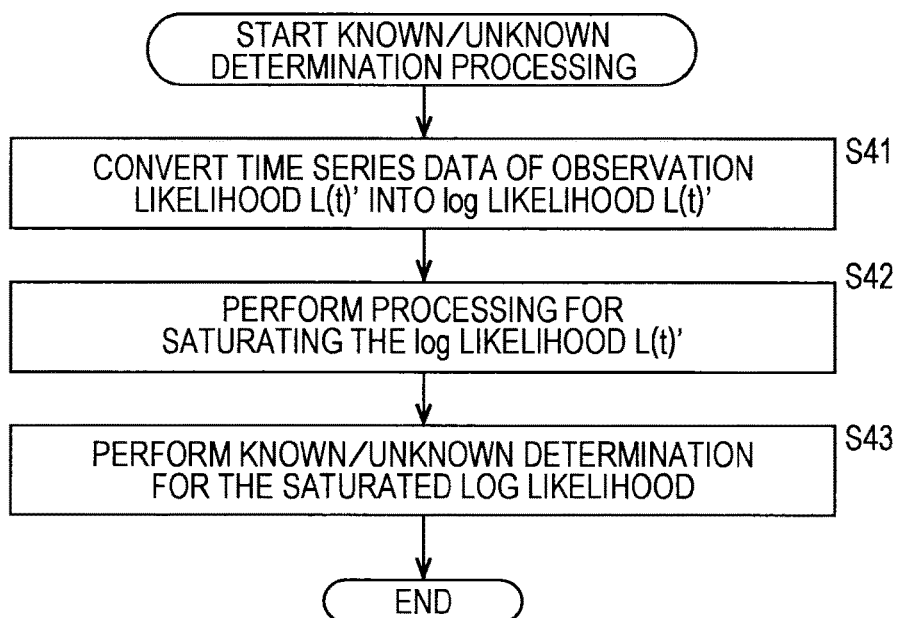 START KNOWN/UNKNOWN
DETERMINATION PROCESSING
S41
CONVERT TIME SERIES DATA OF OBSERVATION
LIKELIHOOD L(t)' INTO log LIKELIHOOD L(t)'
S42
PERFORM PROCESSING FOR
SATURATING THE log LIKELIHOOD L(t)'
S43
PERFORM KNOWN/UNKNOWN DETERMINATION
FOR THE SATURATED LOG LIKELIHOOD
END